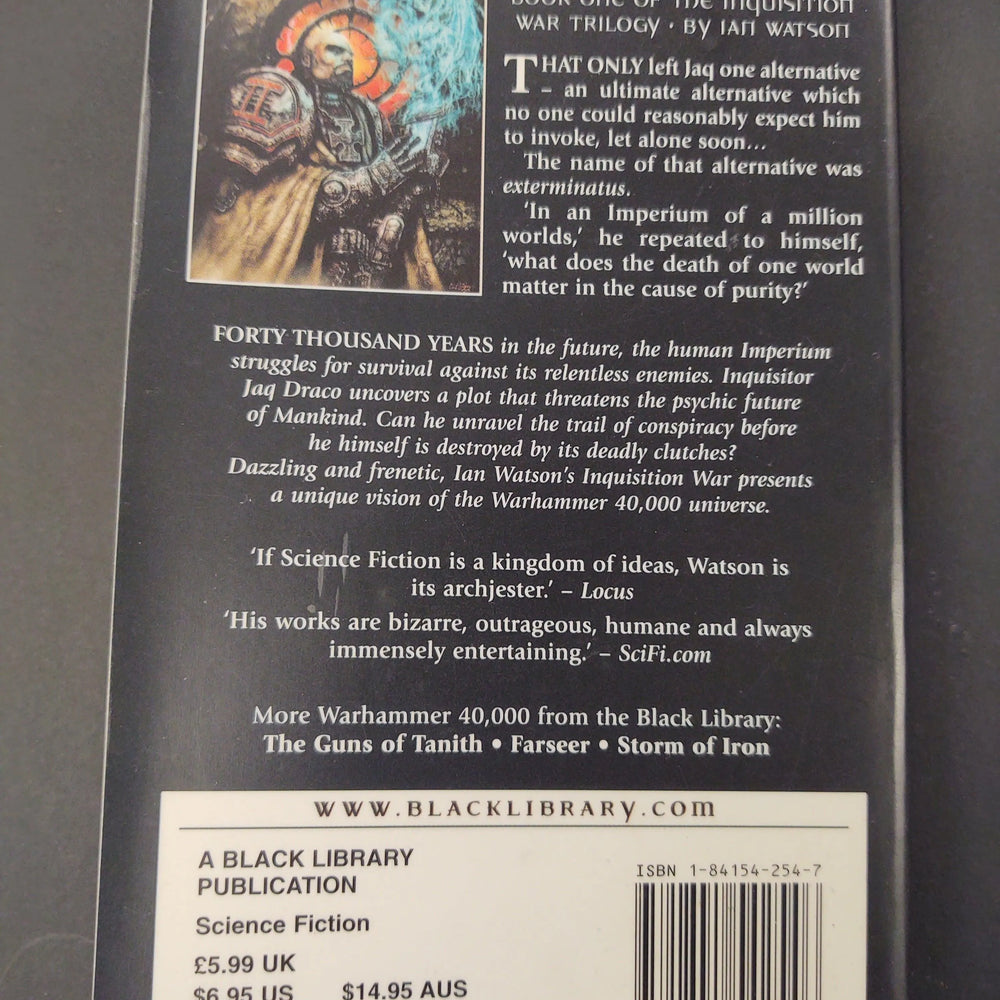 BOOK ONE OF THE INQUISITION
WAR TRILOGY · BY IAN WATSON
THAT ONLY left Jaq one alternative
– an ultimate alternative which
no one could reasonably expect him
to invoke, let alone soon...
The name of that alternative was
exterminatus.
'In an Imperium of a million
worlds,' he repeated to himself,
'what does the death of one world
matter in the cause of purity?'
FORTY THOUSAND YEARS in the future, the human Imperium
struggles for survival against its relentless enemies. Inquisitor
Jaq Draco uncovers a plot that threatens the psychic future
of Mankind. Can he unravel the trail of conspiracy before
he himself is destroyed by its deadly clutches?
Dazzling and frenetic, Ian Watson's Inquisition War presents
a unique vision of the Warhammer 40,000 universe.
'If Science Fiction is a kingdom of ideas, Watson is
its archjester.' – Locus
'His works are bizarre, outrageous, humane and always
immensely entertaining.' – SciFi.com
More Warhammer 40,000 from the Black Library:
The Guns of Tanith • Farseer • Storm of Iron
WWW.BLACKLIBRARY.COM
A BLACK LIBRARY
PUBLICATION
Science Fiction
£5.99 UK
$6.95 US $14.95 AUS
ISBN 1-84154-254-7